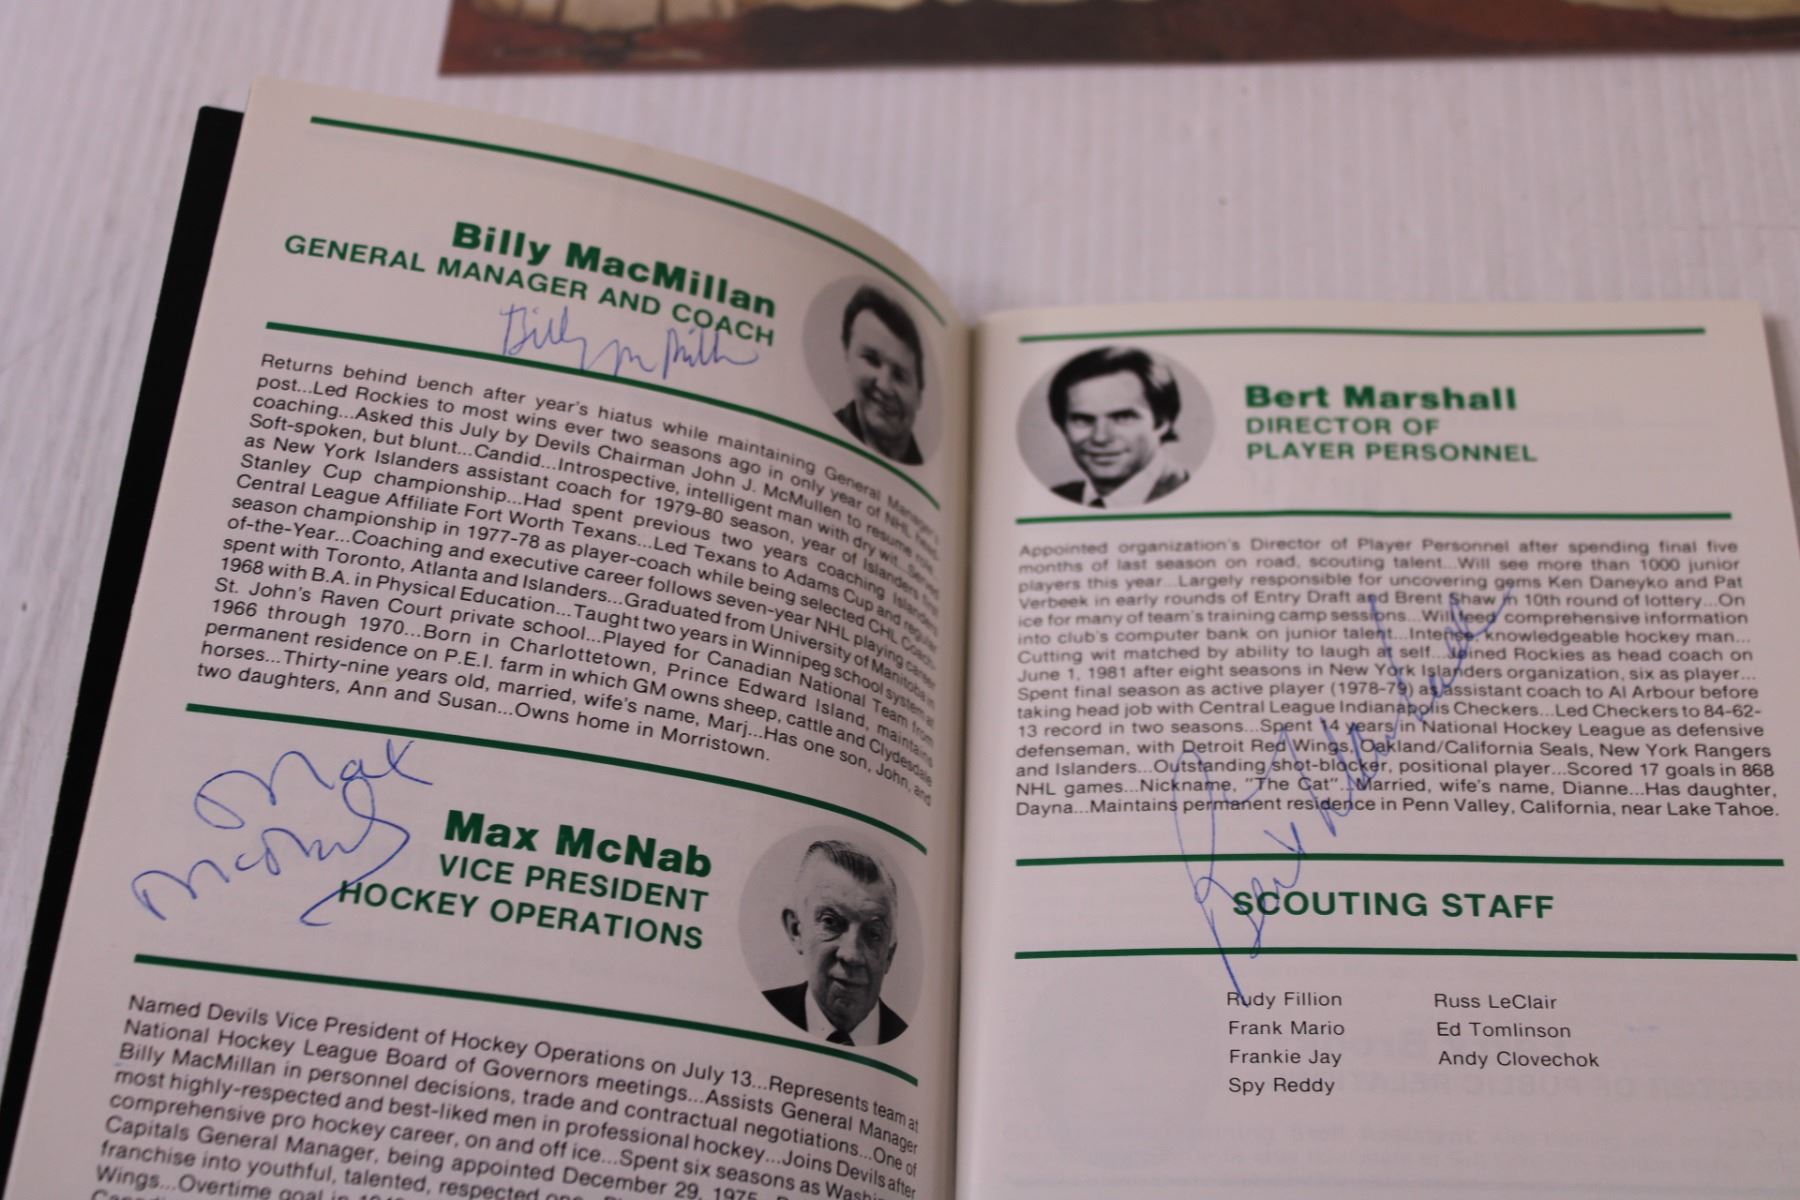 Billy MacMillan
GENERAL MANAGER AND COACH
Billy
Returns behind bench after year's hiatus while maintaining General Manager's
post...Led Rockies to most wins ever two seasons ago in only year of NHL head
coaching...Asked this July by Devils Chairman John J. McMullen to resume role...
Soft-spoken, but blunt...Candid...Introspective, intelligent man with dry wit...Served
as New York Islanders assistant coach for 1979-80 season, year of Islanders first
Stanley Cup championship...Had spent previous two years coaching Islanders
Central League Affiliate Fort Worth Texans...Led Texans to Adams Cup and regular
season championship in 1977-78 as player-coach while being selected CHL Coach-
of-the-Year...Coaching and executive career follows seven-year NHL playing career
spent with Toronto, Atlanta and Islanders...Graduated from University of Manitoba in
1968 with B.A. in Physical Education...Taught two years in Winnipeg school system at
St. John's Raven Court private school...Played for Canadian National Team from
1966 through 1970...Born in Charlottetown, Prince Edward Island, maintains
permanent residence on P.E.I. farm in which GM owns sheep, cattle and Clydesdale
horses...Thirty-nine years old, married, wife's name, Marj...Has one son, John, and
two daughters, Ann and Susan...Owns home in Morristown.
Max
McNab
Max McNab
VICE PRESIDENT
HOCKEY OPERATIONS
Named Devils Vice President of Hockey Operations on July 13...Represents team at
National Hockey League Board of Governors meetings...Assists General Manager
Billy MacMillan in personnel decisions, trade and contractual negotiations...One of
most highly-respected and best-liked men in professional hockey...Joins Devils after
comprehensive pro hockey career, on and off ice...Spent six seasons as
Capitals General Manager, being appointed December 29, 1975
franchise into youthful, talented, respected
Wings...Overtime goal in
Bert Marshall
DIRECTOR OF
PLAYER PERSONNEL
Appointed organization's Director of Player Personnel after spending final five
months of last season on road, scouting talent...Will see more than 1000 junior
players this year...Largely responsible for uncovering gems Ken Daneyko and Pat
Verbeek in early rounds of Entry Draft and Brent Shaw in 10th round of lottery...On
ice for many of team's training camp sessions...Will feed comprehensive information
into club's computer bank on junior talent...Intense, knowledgeable hockey man...
Cutting wit matched by ability to laugh at self...Joined Rockies as head coach on
June 1, 1981 after eight seasons in New York Islanders organization, six as player...
Spent final season as active player (1978-79) as assistant coach to Al Arbour before
taking head job with Central League Indianapolis Checkers...Led Checkers to 84-62-
13 record in two seasons...Spent 14 years in National Hockey League as defensive
defenseman, with Detroit Red Wings, Oakland/California Seals, New York Rangers
and Islanders...Outstanding shot-blocker, positional player...Scored 17 goals in 868
NHL games...Nickname, "The Cat"...Married, wife's name, Dianne...Has daughter,
Dayna...Maintains permanent residence in Penn Valley, California, near Lake Tahoe.
Bert Marshall
SCOUTING STAFF
Rudy Fillion Russ LeClair
Frank Mario Ed Tomlinson
Frankie Jay Andy Clovechok
Spy Reddy